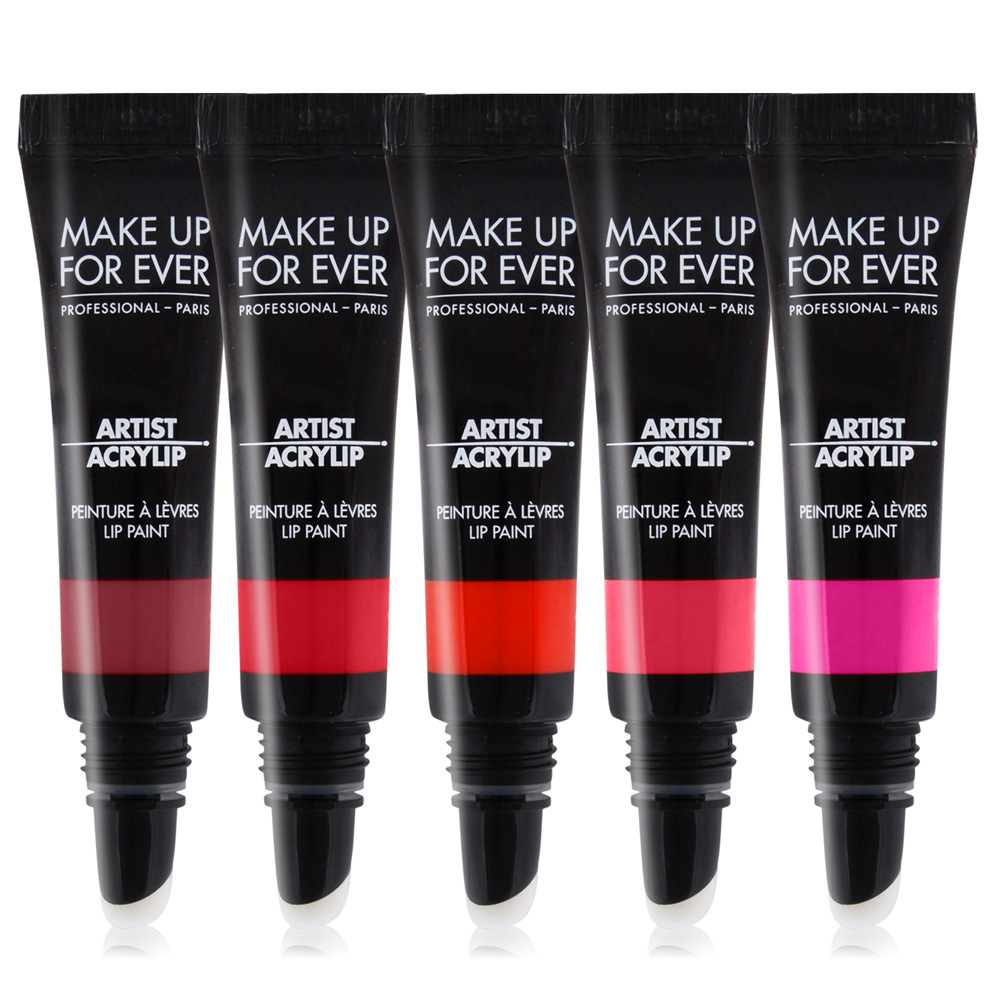 MAKE UP
FOR EVER
PROFESSIONAL – PARIS
ARTIST
ACRYLIP
PEINTURE À LÈVRES
LIP PAINT
MAKE UP
FOR EVER
PROFESSIONAL – PARIS
ARTIST
ACRYLIP
PEINTURE À LÈVRES
LIP PAINT
MAKE UP
FOR EVER
PROFESSIONAL – PARIS
ARTIST
ACRYLIP
PEINTURE À LÈVRES
LIP PAINT
MAKE UP
FOR EVER
PROFESSIONAL – PARIS
ARTIST
ACRYLIP
PEINTURE À LÈVRES
LIP PAINT
MAKE UP
FOR EVER
PROFESSIONAL – PARIS
ARTIST
ACRYLIP
PEINTURE À LÈVRES
LIP PAINT